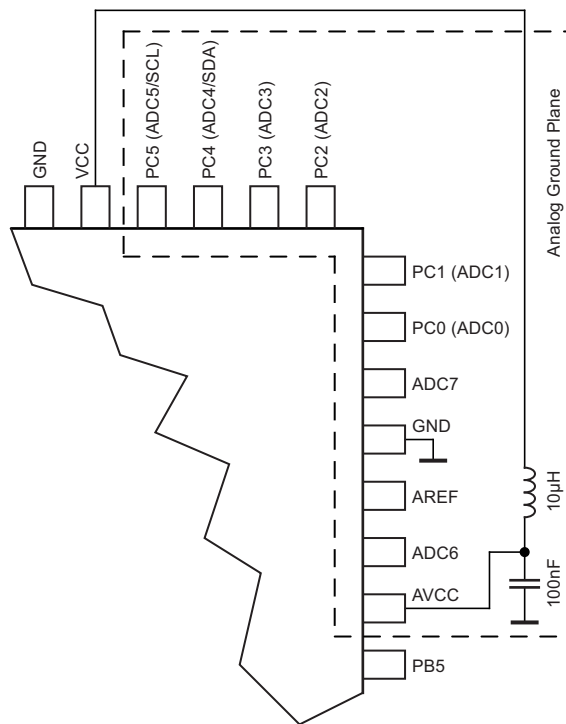 GND
VCC
PC5 (ADC5/SCL)
PC4 (ADC4/SDA)
PC3 (ADC3)
PC2 (ADC2)
Analog Ground Plane
PC1 (ADC1)
PC0 (ADC0)
ADC7
GND
AREF
10µH
ADC6
AVCC
100nF
PB5